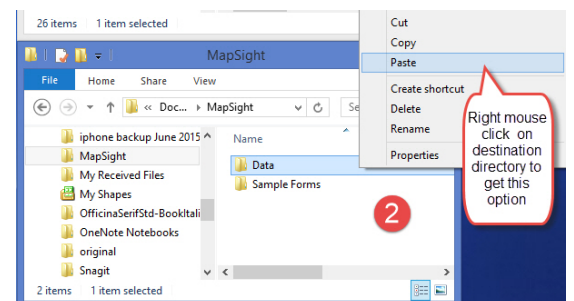 26 items 1 item selected
Cut
Copy
Paste
Create shortcut
Delete
Rename
Properties
Right mouse
click on
destination
directory to
get this
option
MapSight
File Home Share View
« Doc... MapSight Se
iphone backup June 2015
MapSight
My Received Files
My Shapes
OfficinaSerifStd-BookItali
OneNote Notebooks
original
Snagit
Name
Data
Sample Forms
2
2 items 1 item selected